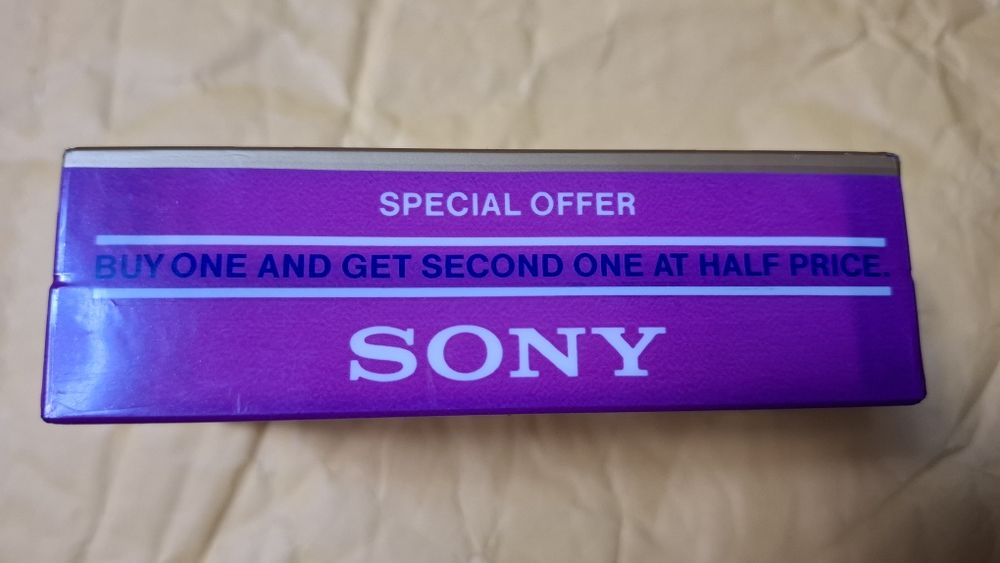 SPECIAL OFFER
BUY ONE AND GET SECOND ONE AT HALF PRICE.
SONY